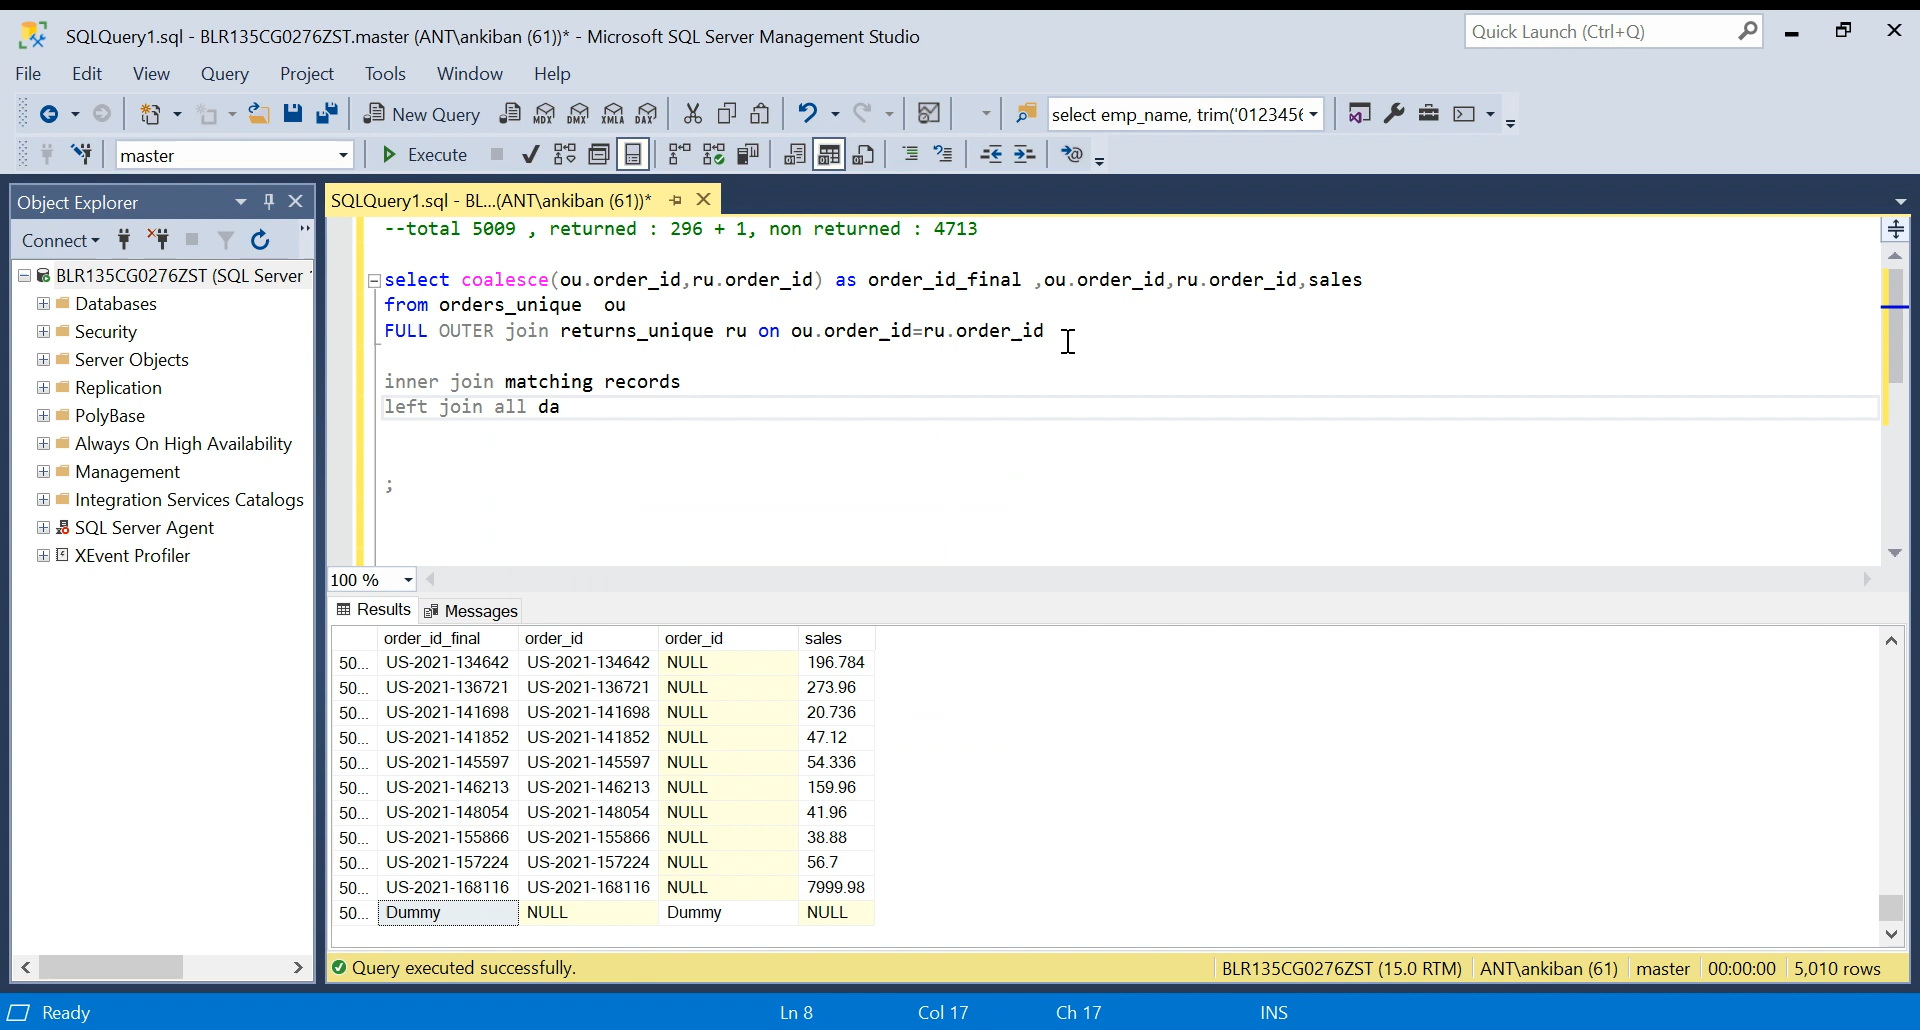 SQLQuery1.sql - BLR135CG0276ZST.master (ANT\ankiban (61))* - Microsoft SQL Server Management Studio
Quick Launch (Ctrl+Q)
File Edit View Query Project Tools Window Help
New Query MDX DMX XMLA DAX select emp_name, trim('0123456
master Execute
Object Explorer
SQLQuery1.sql - BL...(ANT\ankiban (61))*
Connect
BLR135CG0276ZST (SQL Server
Databases
Security
Server Objects
Replication
PolyBase
Always On High Availability
Management
Integration Services Catalogs
SQL Server Agent
XEvent Profiler
--total 5009 , returned : 296 + 1, non returned : 4713
select coalesce(ou.order_id,ru.order_id) as order_id_final ,ou.order_id,ru.order_id,sales
from orders_unique ou
FULL OUTER join returns_unique ru on ou.order_id=ru.order_id
inner join matching records
left join all da
;
100 %
Results Messages
order_id_final order_id order_id sales
50... US-2021-134642 US-2021-134642 NULL 196.784
50... US-2021-136721 US-2021-136721 NULL 273.96
50... US-2021-141698 US-2021-141698 NULL 20.736
50... US-2021-141852 US-2021-141852 NULL 47.12
50... US-2021-145597 US-2021-145597 NULL 54.336
50... US-2021-146213 US-2021-146213 NULL 159.96
50... US-2021-148054 US-2021-148054 NULL 41.96
50... US-2021-155866 US-2021-155866 NULL 38.88
50... US-2021-157224 US-2021-157224 NULL 56.7
50... US-2021-168116 US-2021-168116 NULL 7999.98
50... Dummy NULL Dummy NULL
Query executed successfully. BLR135CG0276ZST (15.0 RTM) ANT\ankiban (61) master 00:00:00 5,010 rows
Ready Ln 8 Col 17 Ch 17 INS